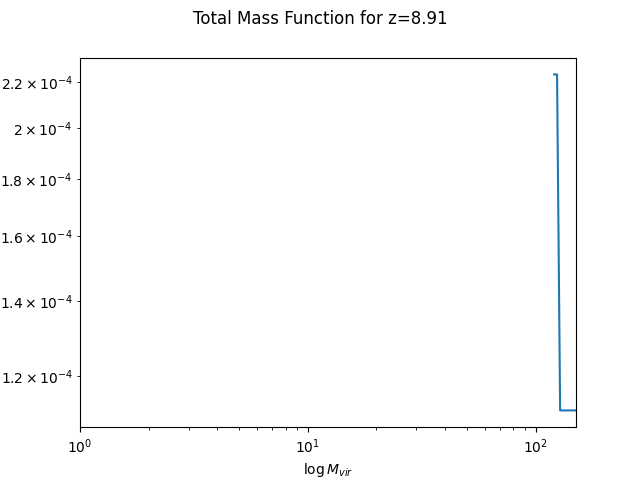 Total Mass Function for z=8.91
2.2 × 10⁻⁴
2 × 10⁻⁴
1.8 × 10⁻⁴
1.6 × 10⁻⁴
1.4 × 10⁻⁴
1.2 × 10⁻⁴
10⁰ 10¹ 10²
log M_vir